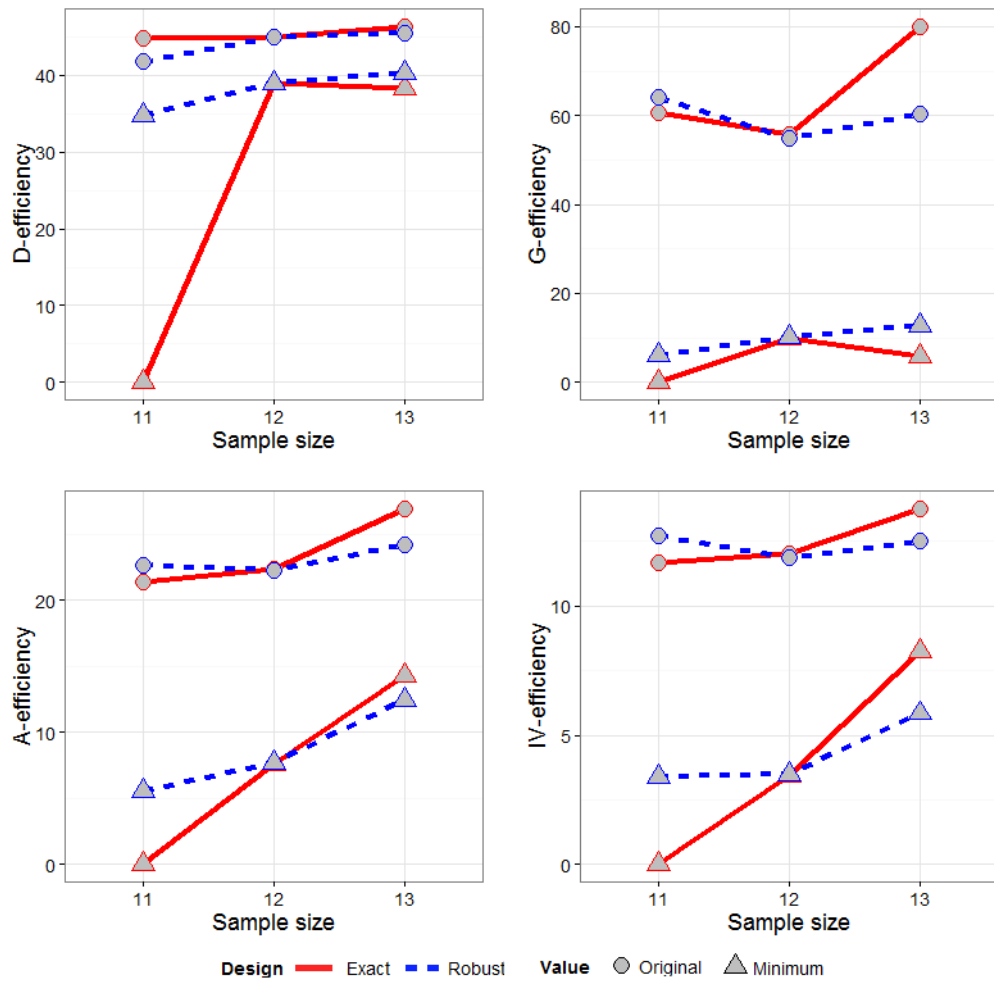 D-efficiency
40
30
20
10
0
11 12 13
Sample size
G-efficiency
80
60
40
20
0
11 12 13
Sample size
A-efficiency
20
10
0
11 12 13
Sample size
IV-efficiency
10
5
0
11 12 13
Sample size
Design Exact Robust Value Original Minimum